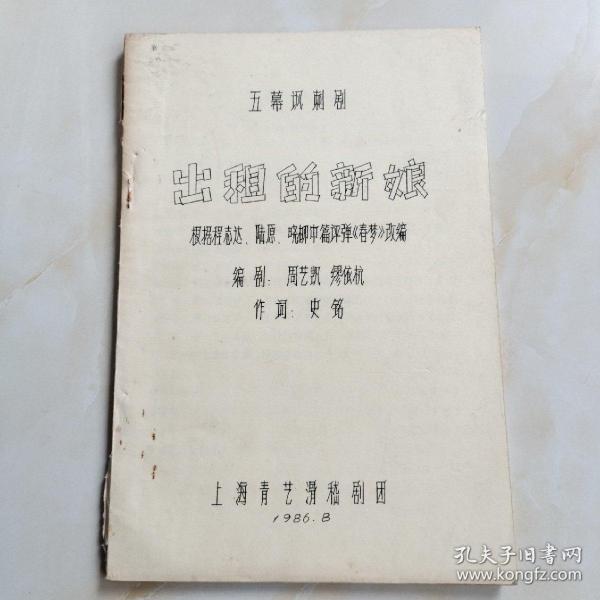 五幕讽刺剧
出租的新娘
根据程志达、陆原、晓柳中篇评弹《春梦》改编
编剧：周艺凯 缪依杭
作词：史铭
上海青艺滑稽剧团
1986.8
孔夫子旧书网
www.kongfz.com